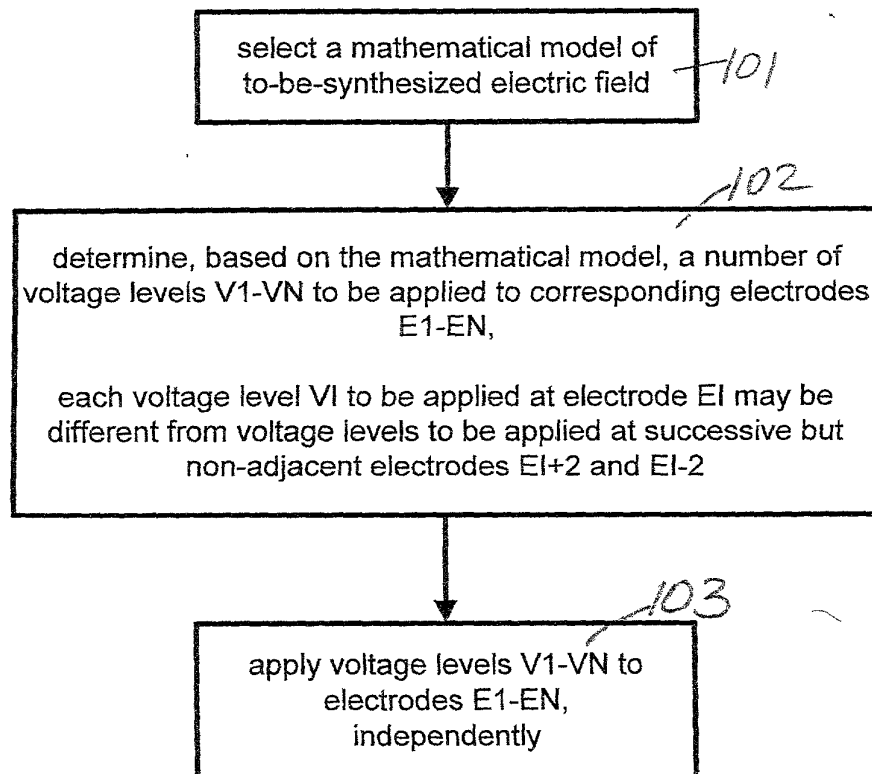 select a mathematical model of
to-be-synthesized electric field
101
102
determine, based on the mathematical model, a number of
voltage levels V1-VN to be applied to corresponding electrodes
E1-EN,
each voltage level VI to be applied at electrode EI may be
different from voltage levels to be applied at successive but
non-adjacent electrodes EI+2 and EI-2
103
apply voltage levels V1-VN to
electrodes E1-EN,
independently